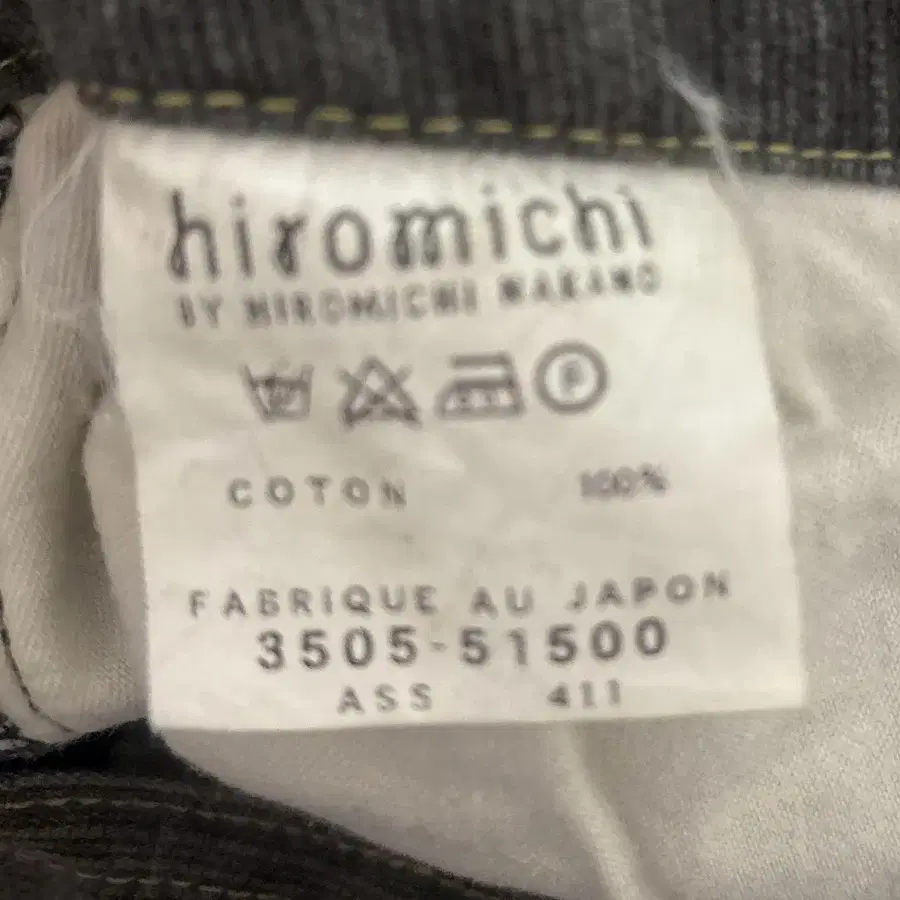 hiromichi
BY HIROMICHI NAKANO
P
COTON 100%
FABRIQUE AU JAPON
3505-51500
ASS 411